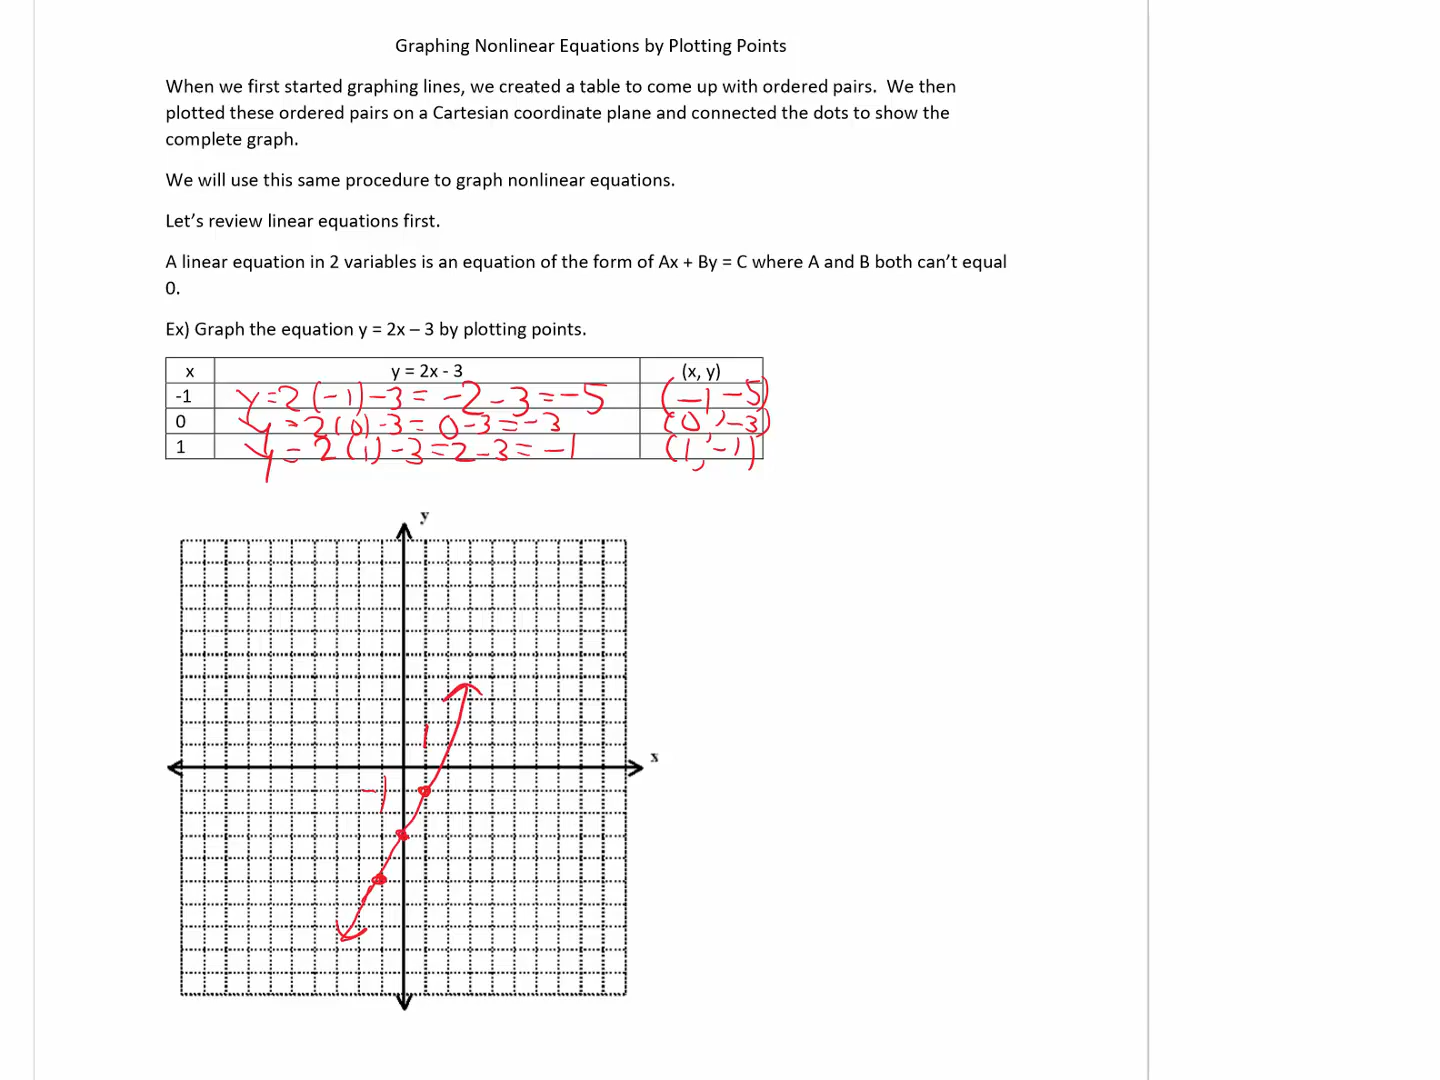 Graphing Nonlinear Equations by Plotting Points
When we first started graphing lines, we created a table to come up with ordered pairs.  We then
plotted these ordered pairs on a Cartesian coordinate plane and connected the dots to show the
complete graph.
We will use this same procedure to graph nonlinear equations.
Let’s review linear equations first.
A linear equation in 2 variables is an equation of the form of Ax + By = C where A and B both can’t equal
0.
Ex) Graph the equation y = 2x – 3 by plotting points.
x y = 2x - 3 (x, y)
-1 y = 2 (-1) - 3 = -2 - 3 = -5 (-1, -5)
0 y = 2 (0) - 3 = 0 - 3 = -3 (0, -3)
1 y = 2 (1) - 3 = 2 - 3 = -1 (1, -1)
y
1
x
-1